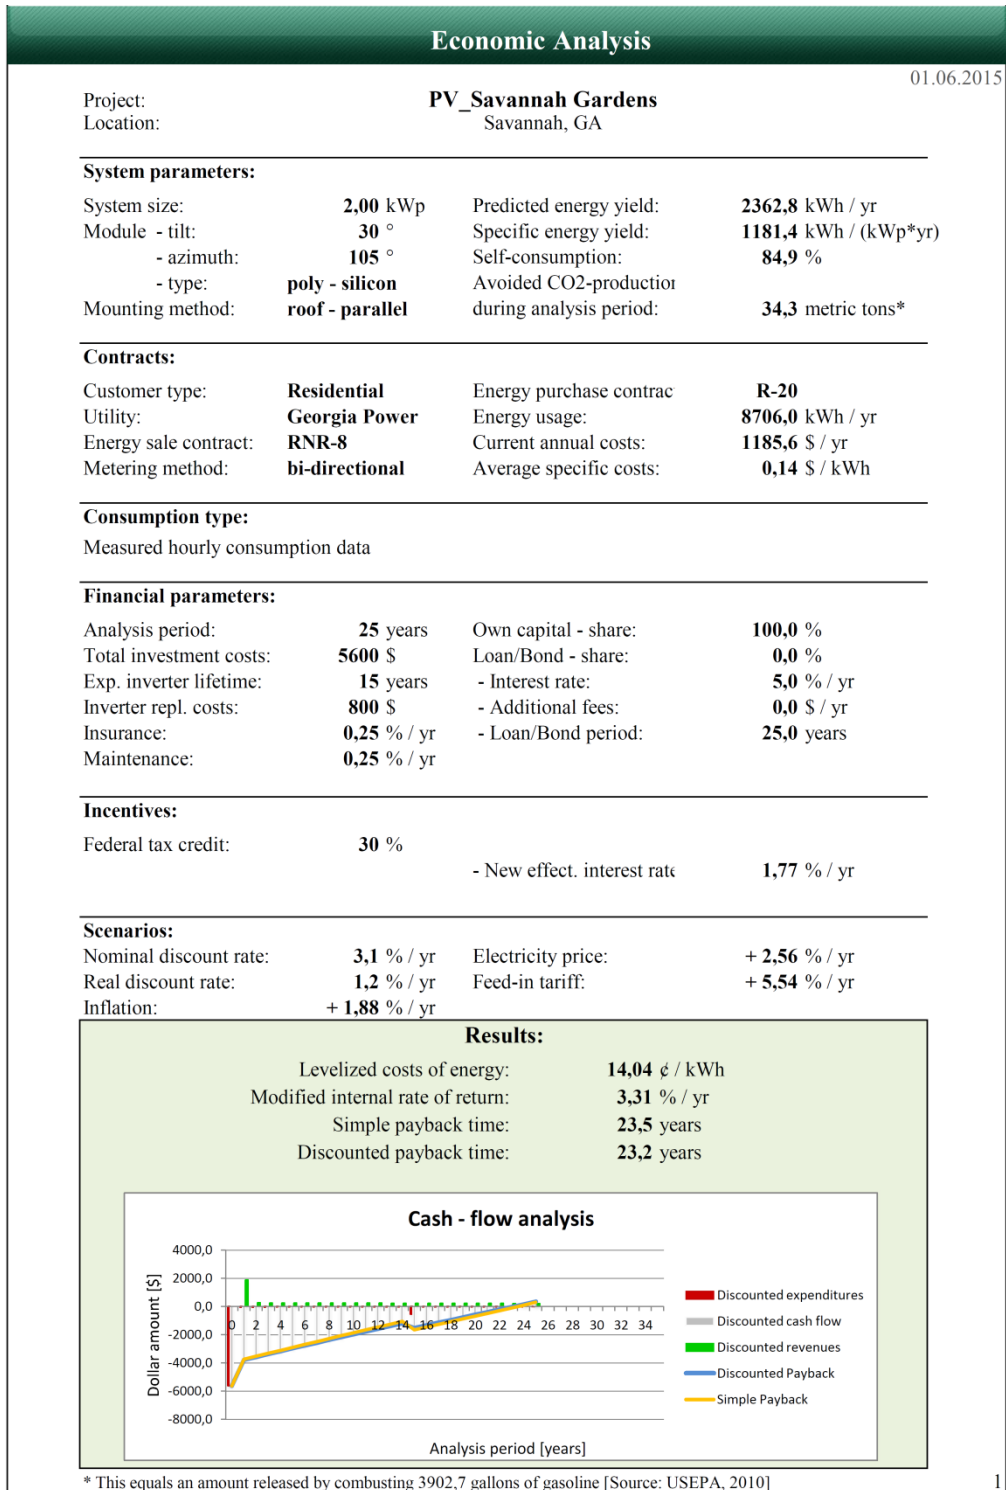 Economic Analysis
01.06.2015
Project: PV_Savannah Gardens
Location: Savannah, GA
System parameters:
System size: 2,00 kWp Predicted energy yield: 2362,8 kWh / yr
Module - tilt: 30 ° Specific energy yield: 1181,4 kWh / (kWp*yr)
- azimuth: 105 ° Self-consumption: 84,9 %
- type: poly - silicon Avoided CO2-production
Mounting method: roof - parallel during analysis period: 34,3 metric tons*
Contracts:
Customer type: Residential Energy purchase contrac R-20
Utility: Georgia Power Energy usage: 8706,0 kWh / yr
Energy sale contract: RNR-8 Current annual costs: 1185,6 $ / yr
Metering method: bi-directional Average specific costs: 0,14 $ / kWh
Consumption type:
Measured hourly consumption data
Financial parameters:
Analysis period: 25 years Own capital - share: 100,0 %
Total investment costs: 5600 $ Loan/Bond - share: 0,0 %
Exp. inverter lifetime: 15 years - Interest rate: 5,0 % / yr
Inverter repl. costs: 800 $ - Additional fees: 0,0 $ / yr
Insurance: 0,25 % / yr - Loan/Bond period: 25,0 years
Maintenance: 0,25 % / yr
Incentives:
Federal tax credit: 30 %
- New effect. interest rate 1,77 % / yr
Scenarios:
Nominal discount rate: 3,1 % / yr Electricity price: + 2,56 % / yr
Real discount rate: 1,2 % / yr Feed-in tariff: + 5,54 % / yr
Inflation: + 1,88 % / yr
Results:
Levelized costs of energy: 14,04 ¢ / kWh
Modified internal rate of return: 3,31 % / yr
Simple payback time: 23,5 years
Discounted payback time: 23,2 years
Cash - flow analysis
Dollar amount [$]
4000,0
2000,0
0,0
-2000,0
-4000,0
-6000,0
-8000,0
0 2 4 6 8 10 12 14 16 18 20 22 24 26 28 30 32 34
Analysis period [years]
Discounted expenditures
Discounted cash flow
Discounted revenues
Discounted Payback
Simple Payback
* This equals an amount released by combusting 3902,7 gallons of gasoline [Source: USEPA, 2010]
1